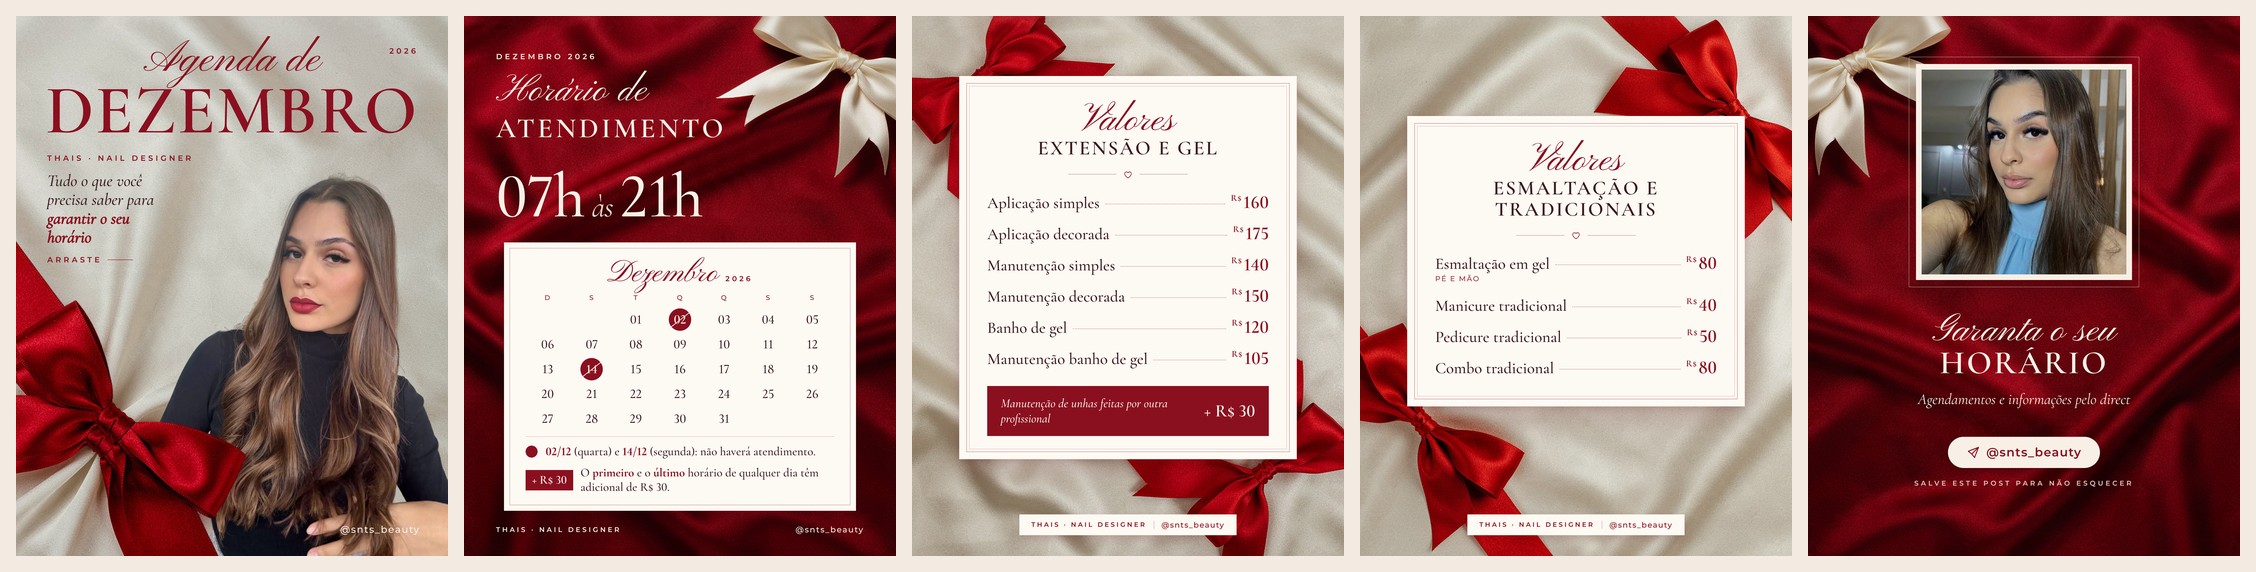 Agenda de
2026
DEZEMBRO
THAIS · NAIL DESIGNER
Tudo o que você
precisa saber para
garantir o seu
horário
ARRASTE
@snts_beauty
DEZEMBRO 2026
Horário de
ATENDIMENTO
07h às 21h
Dezembro 2026
D S T Q Q S S
01 02 03 04 05
06 07 08 09 10 11 12
13 14 15 16 17 18 19
20 21 22 23 24 25 26
27 28 29 30 31
02/12 (quarta) e 14/12 (segunda): não haverá atendimento.
+ R$ 30
O primeiro e o último horário de qualquer dia têm
adicional de R$ 30.
THAIS · NAIL DESIGNER
@snts_beauty
Valores
EXTENSÃO E GEL
Aplicação simples R$ 160
Aplicação decorada R$ 175
Manutenção simples R$ 140
Manutenção decorada R$ 150
Banho de gel R$ 120
Manutenção banho de gel R$ 105
Manutenção de unhas feitas por outra
profissional
+ R$ 30
THAIS · NAIL DESIGNER | @snts_beauty
Valores
ESMALTAÇÃO E
TRADICIONAIS
Esmaltação em gel R$ 80
PÉ E MÃO
Manicure tradicional R$ 40
Pedicure tradicional R$ 50
Combo tradicional R$ 80
THAIS · NAIL DESIGNER | @snts_beauty
Garanta o seu
HORÁRIO
Agendamentos e informações pelo direct
@snts_beauty
SALVE ESTE POST PARA NÃO ESQUECER